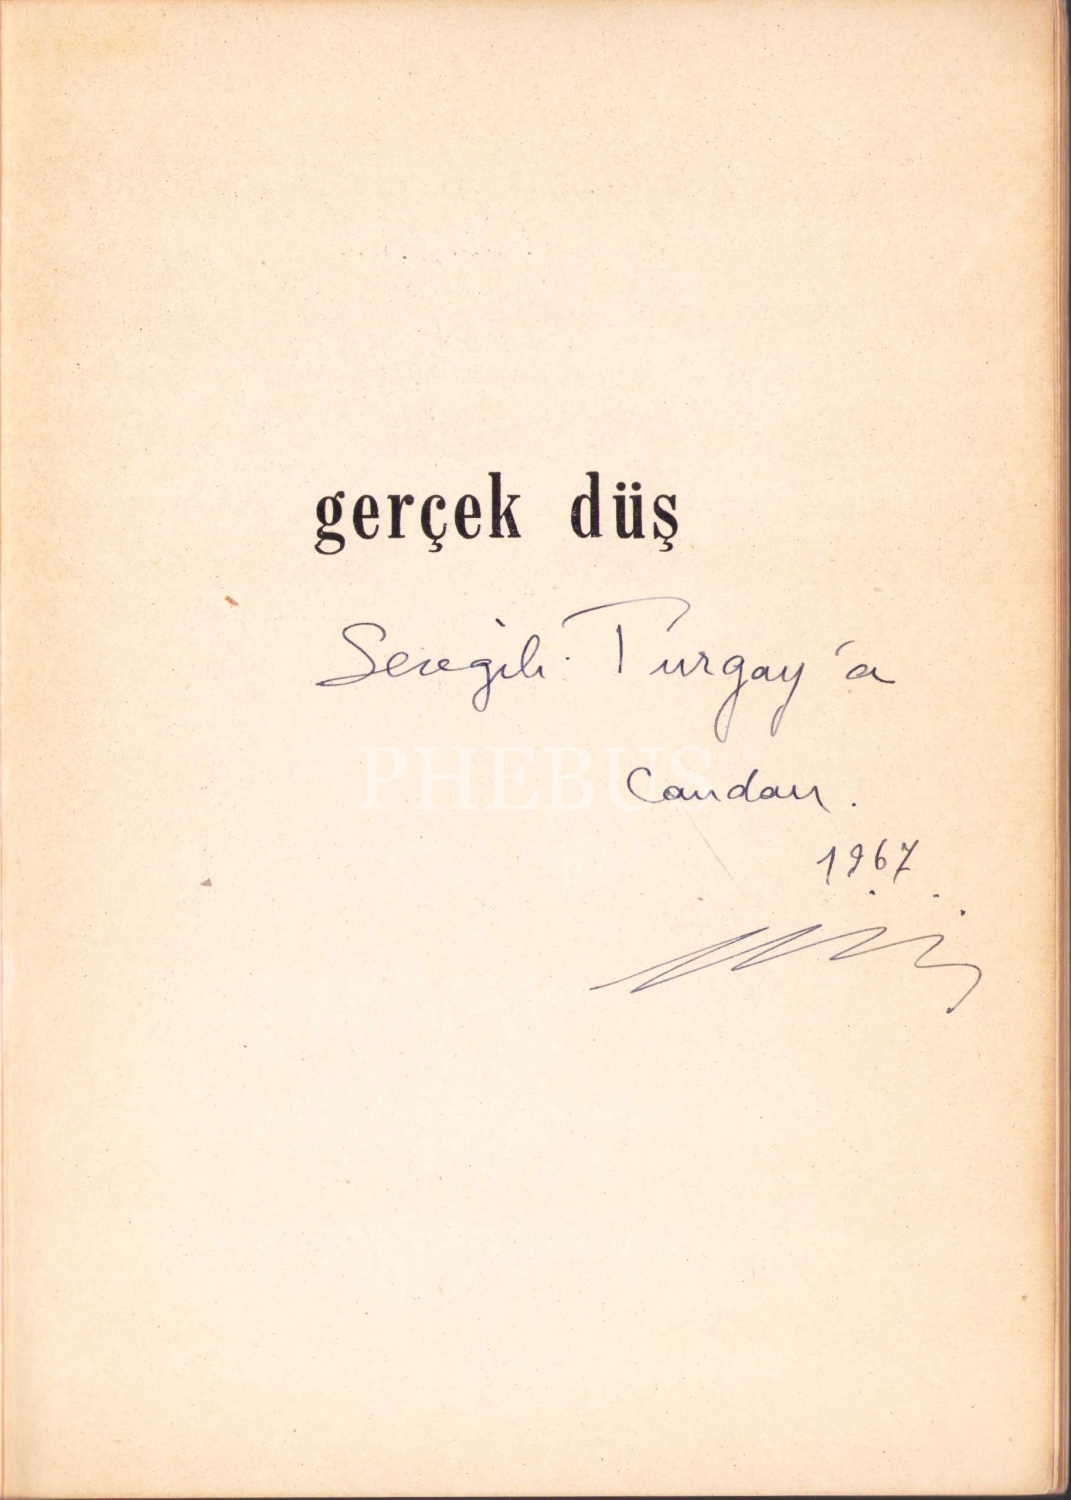 gerçek düş
Sevgili Turgay'a
PHEBUS
Candan.
1967